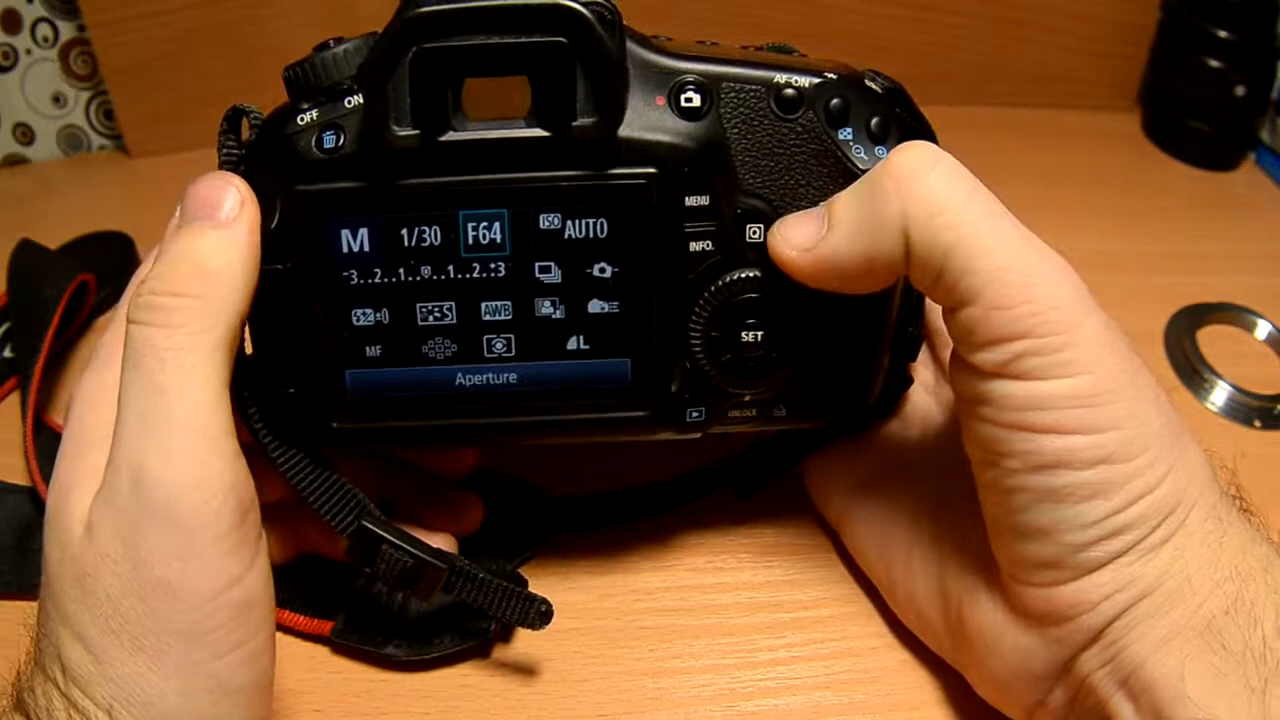 OFF ON
AF-ON
MENU
INFO.
Q
SET
UNLOCK
M 1/30 F64 ISO AUTO
-3..2..1..0..1..2.+3
±0 S AWB
MF L
Aperture